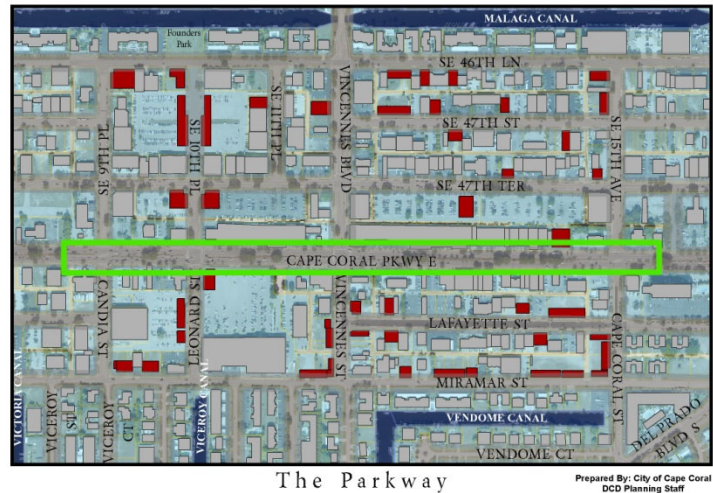 MALAGA CANAL
Founders
Park
SE 46TH LN
SE 47TH ST
SE 47TH TER
SE 9TH PL
SE 10TH PL
SE 11TH PL
VINCENNES BLVD
SE 15TH AVE
CAPE CORAL PKWY E
CANDIA ST
LEONARD ST
VINCENNES ST
LAFAYETTE ST
CAPE CORAL ST
MIRAMAR ST
VICTORIA CANAL
VICEROY
ST
VICEROY
CT
VICEROY CANAL
VENDOME CANAL
VENDOME CT
DEL PRADO
BLVD S
The Parkway
Prepared By: City of Cape Coral
DCD Planning Staff